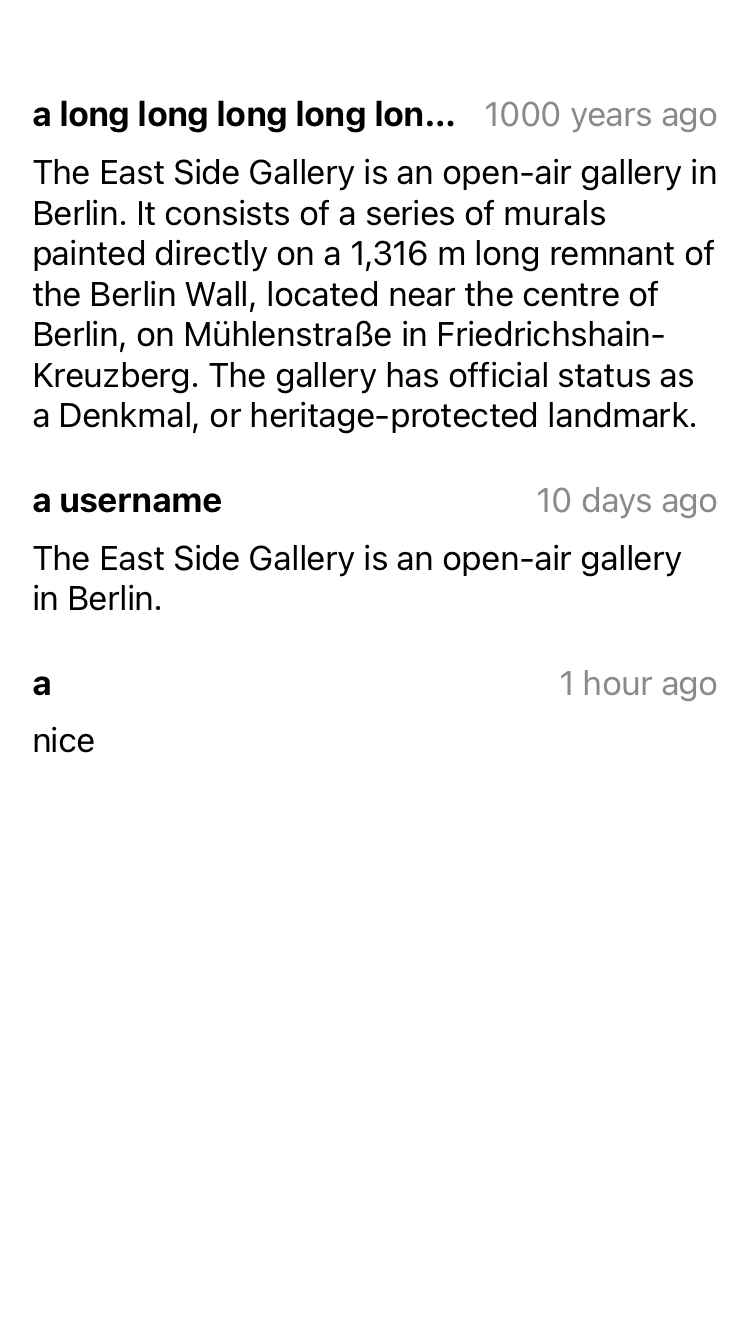 a long long long long lon... 1000 years ago
The East Side Gallery is an open-air gallery in
Berlin. It consists of a series of murals
painted directly on a 1,316 m long remnant of
the Berlin Wall, located near the centre of
Berlin, on Mühlenstraße in Friedrichshain-
Kreuzberg. The gallery has official status as
a Denkmal, or heritage-protected landmark.
a username 10 days ago
The East Side Gallery is an open-air gallery
in Berlin.
a 1 hour ago
nice